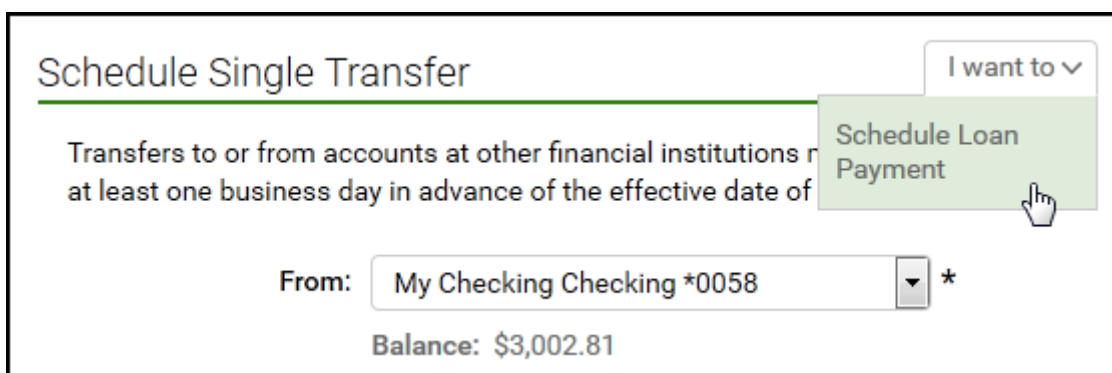 Schedule Single Transfer
I want to
Schedule Loan
Payment
Transfers to or from accounts at other financial institutions
at least one business day in advance of the effective date of
From: My Checking Checking *0058 *
Balance: $3,002.81